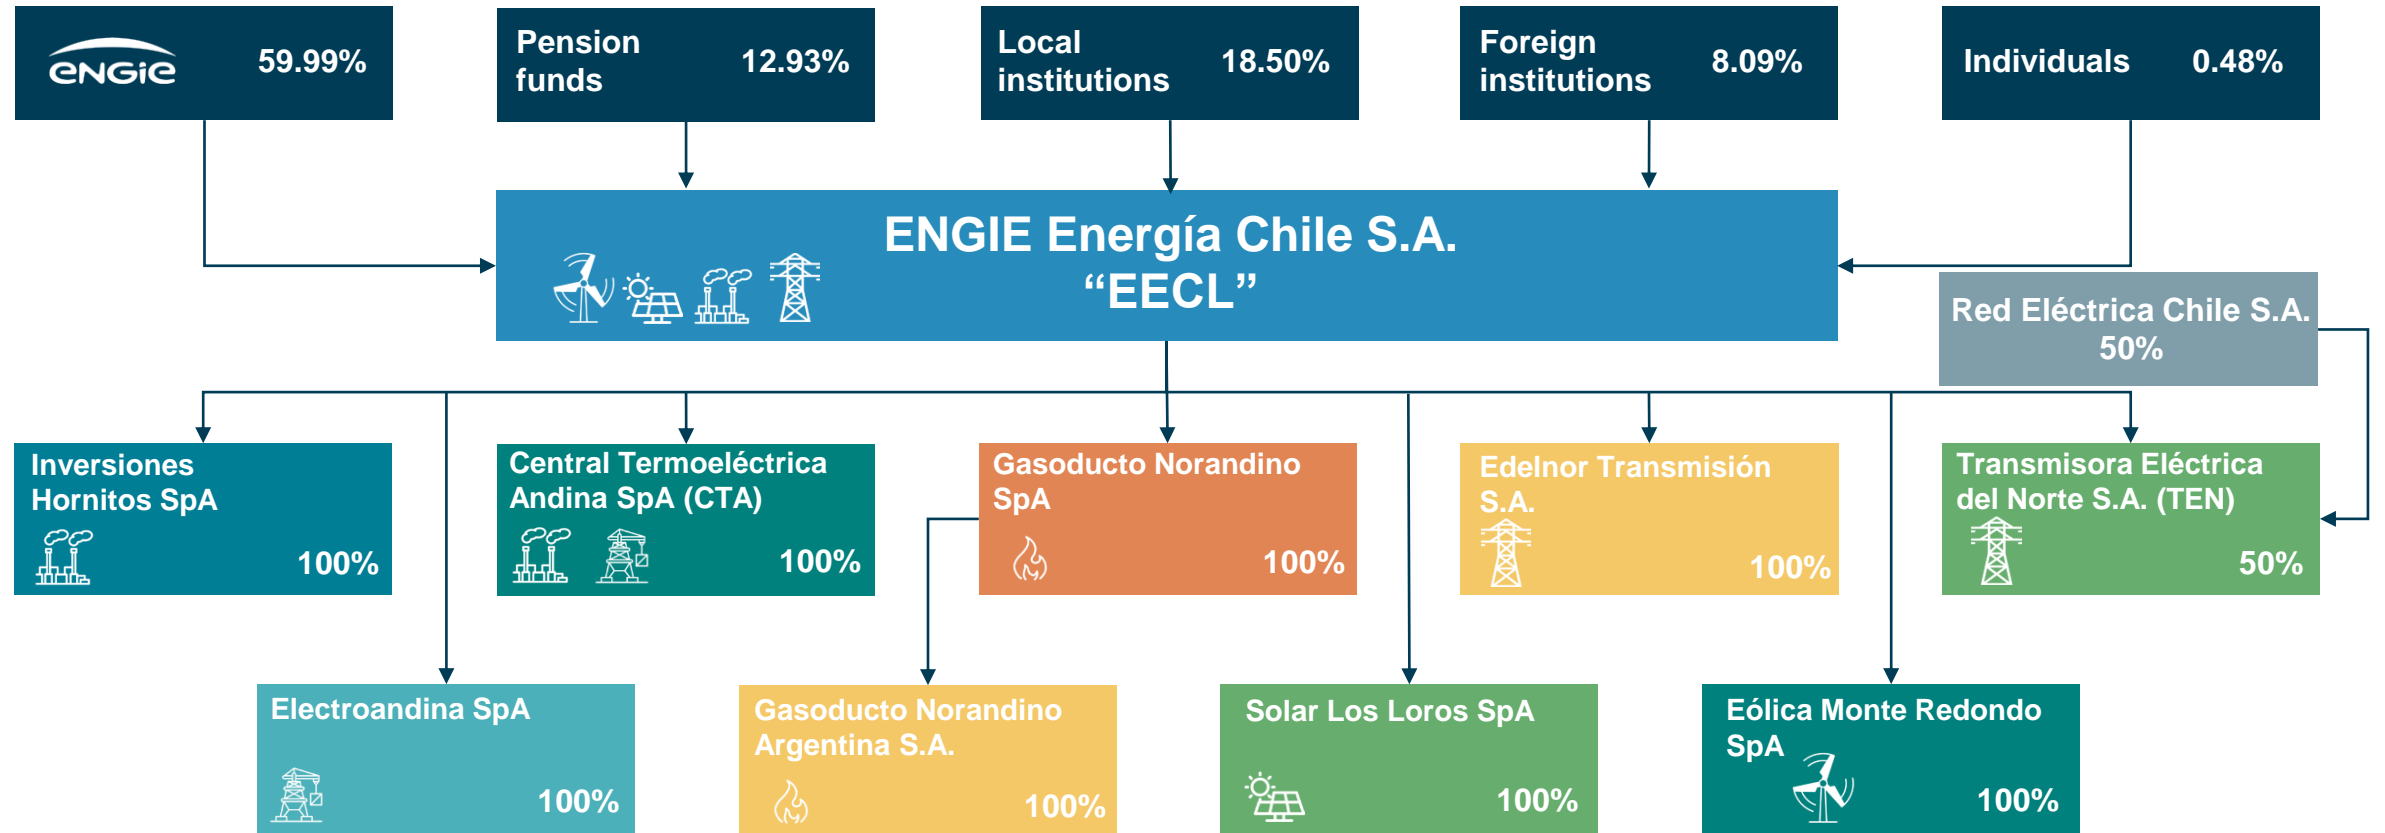 ENGIE
59.99%
Pension
funds
12.93%
Local
institutions
18.50%
Foreign
institutions
8.09%
Individuals
0.48%
ENGIE Energía Chile S.A.
“EECL”
Red Eléctrica Chile S.A.
50%
Inversiones
Hornitos SpA
100%
Central Termoeléctrica
Andina SpA (CTA)
100%
Gasoducto Norandino
SpA
100%
Edelnor Transmisión
S.A.
100%
Transmisora Eléctrica
del Norte S.A. (TEN)
50%
Electroandina SpA
100%
Gasoducto Norandino
Argentina S.A.
100%
Solar Los Loros SpA
100%
Eólica Monte Redondo
SpA
100%